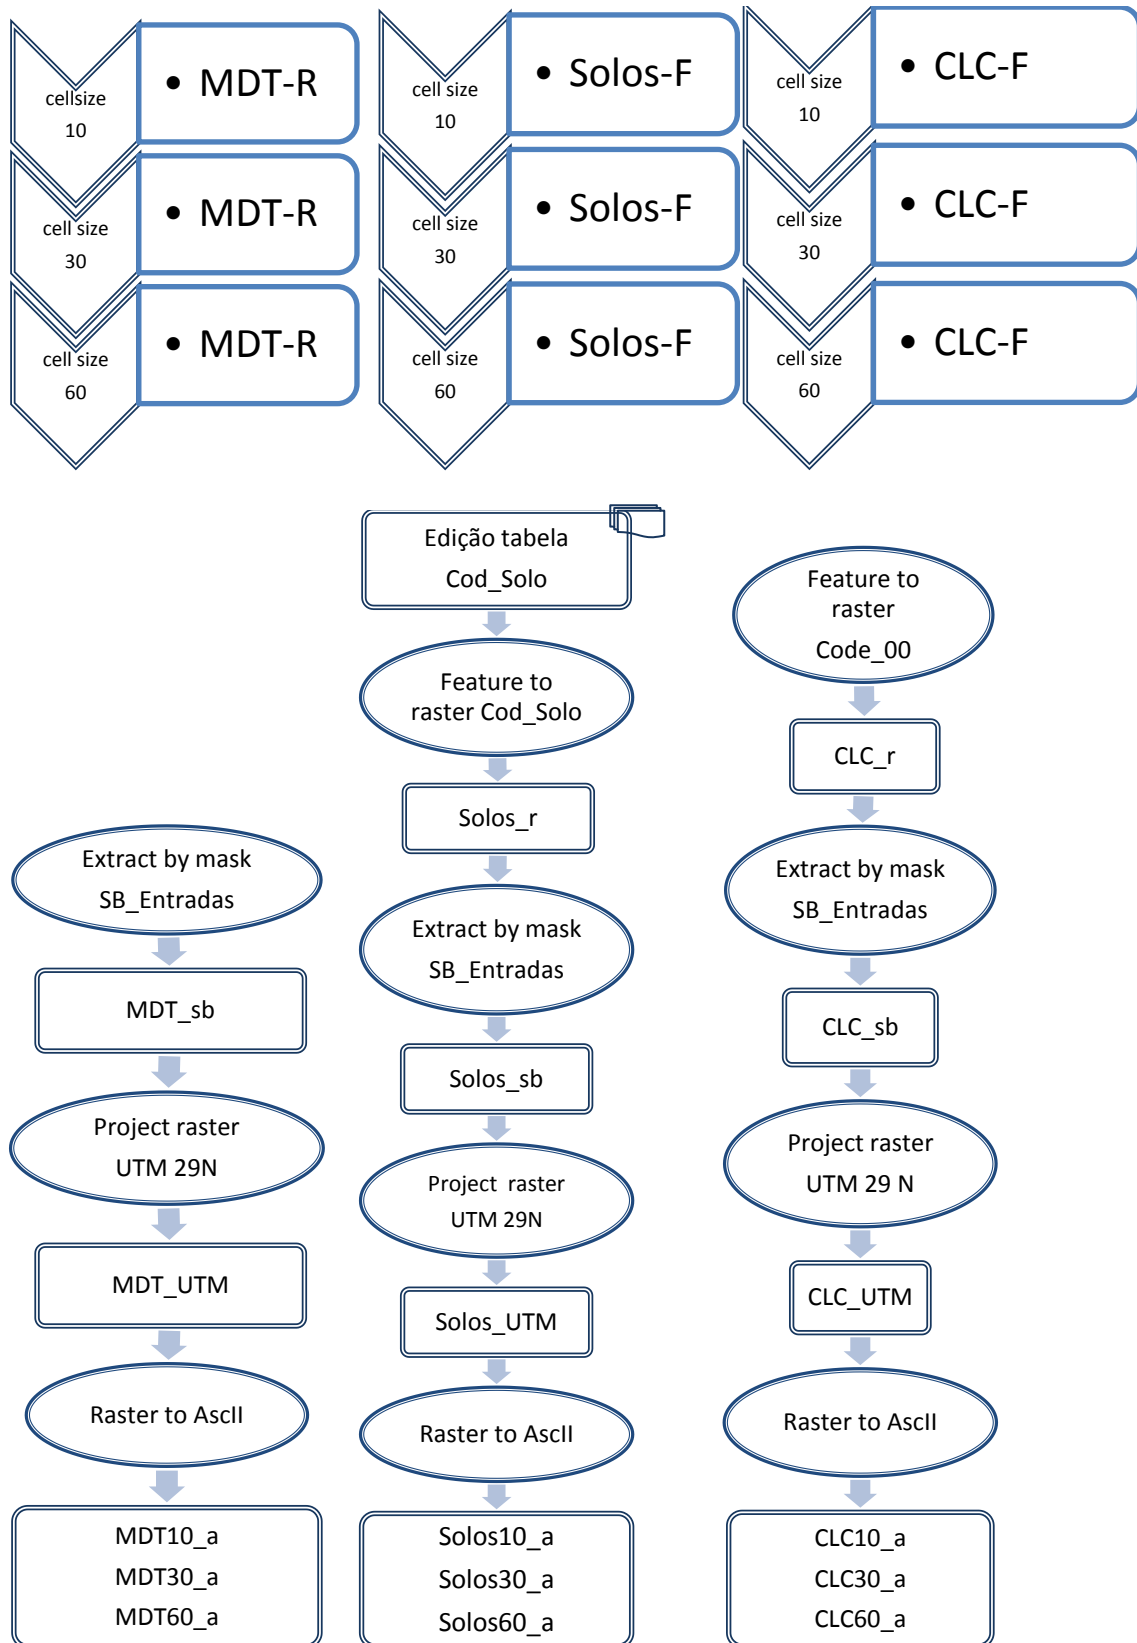 cellsize
10
• MDT-R
cell size
30
• MDT-R
cell size
60
• MDT-R
cell size
10
• Solos-F
cell size
30
• Solos-F
cell size
60
• Solos-F
cell size
10
• CLC-F
cell size
30
• CLC-F
cell size
60
• CLC-F
Extract by mask
SB_Entradas
MDT_sb
Project raster
UTM 29N
MDT_UTM
Raster to AscII
MDT10_a
MDT30_a
MDT60_a
Edição tabela
Cod_Solo
Feature to
raster Cod_Solo
Solos_r
Extract by mask
SB_Entradas
Solos_sb
Project raster
UTM 29N
Solos_UTM
Raster to AscII
Solos10_a
Solos30_a
Solos60_a
Feature to
raster
Code_00
CLC_r
Extract by mask
SB_Entradas
CLC_sb
Project raster
UTM 29 N
CLC_UTM
Raster to AscII
CLC10_a
CLC30_a
CLC60_a